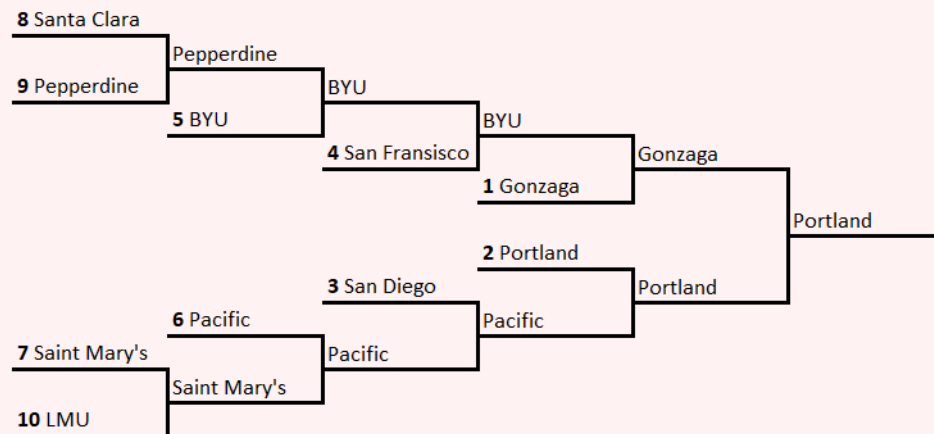 8 Santa Clara
Pepperdine
9 Pepperdine
BYU
5 BYU
BYU
4 San Fransisco
Gonzaga
1 Gonzaga
Portland
2 Portland
3 San Diego
Portland
6 Pacific
Pacific
7 Saint Mary's
Pacific
Saint Mary's
10 LMU